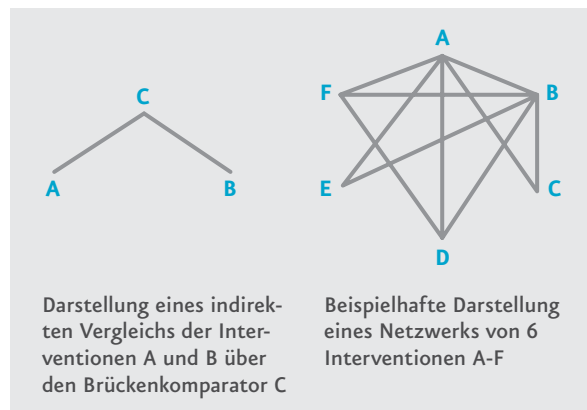 C
A
B
Darstellung eines indirek-
ten Vergleichs der Inter-
ventionen A und B über
den Brückenkomparator C
A
F
B
E
C
D
Beispielhafte Darstellung
eines Netzwerks von 6
Interventionen A-F